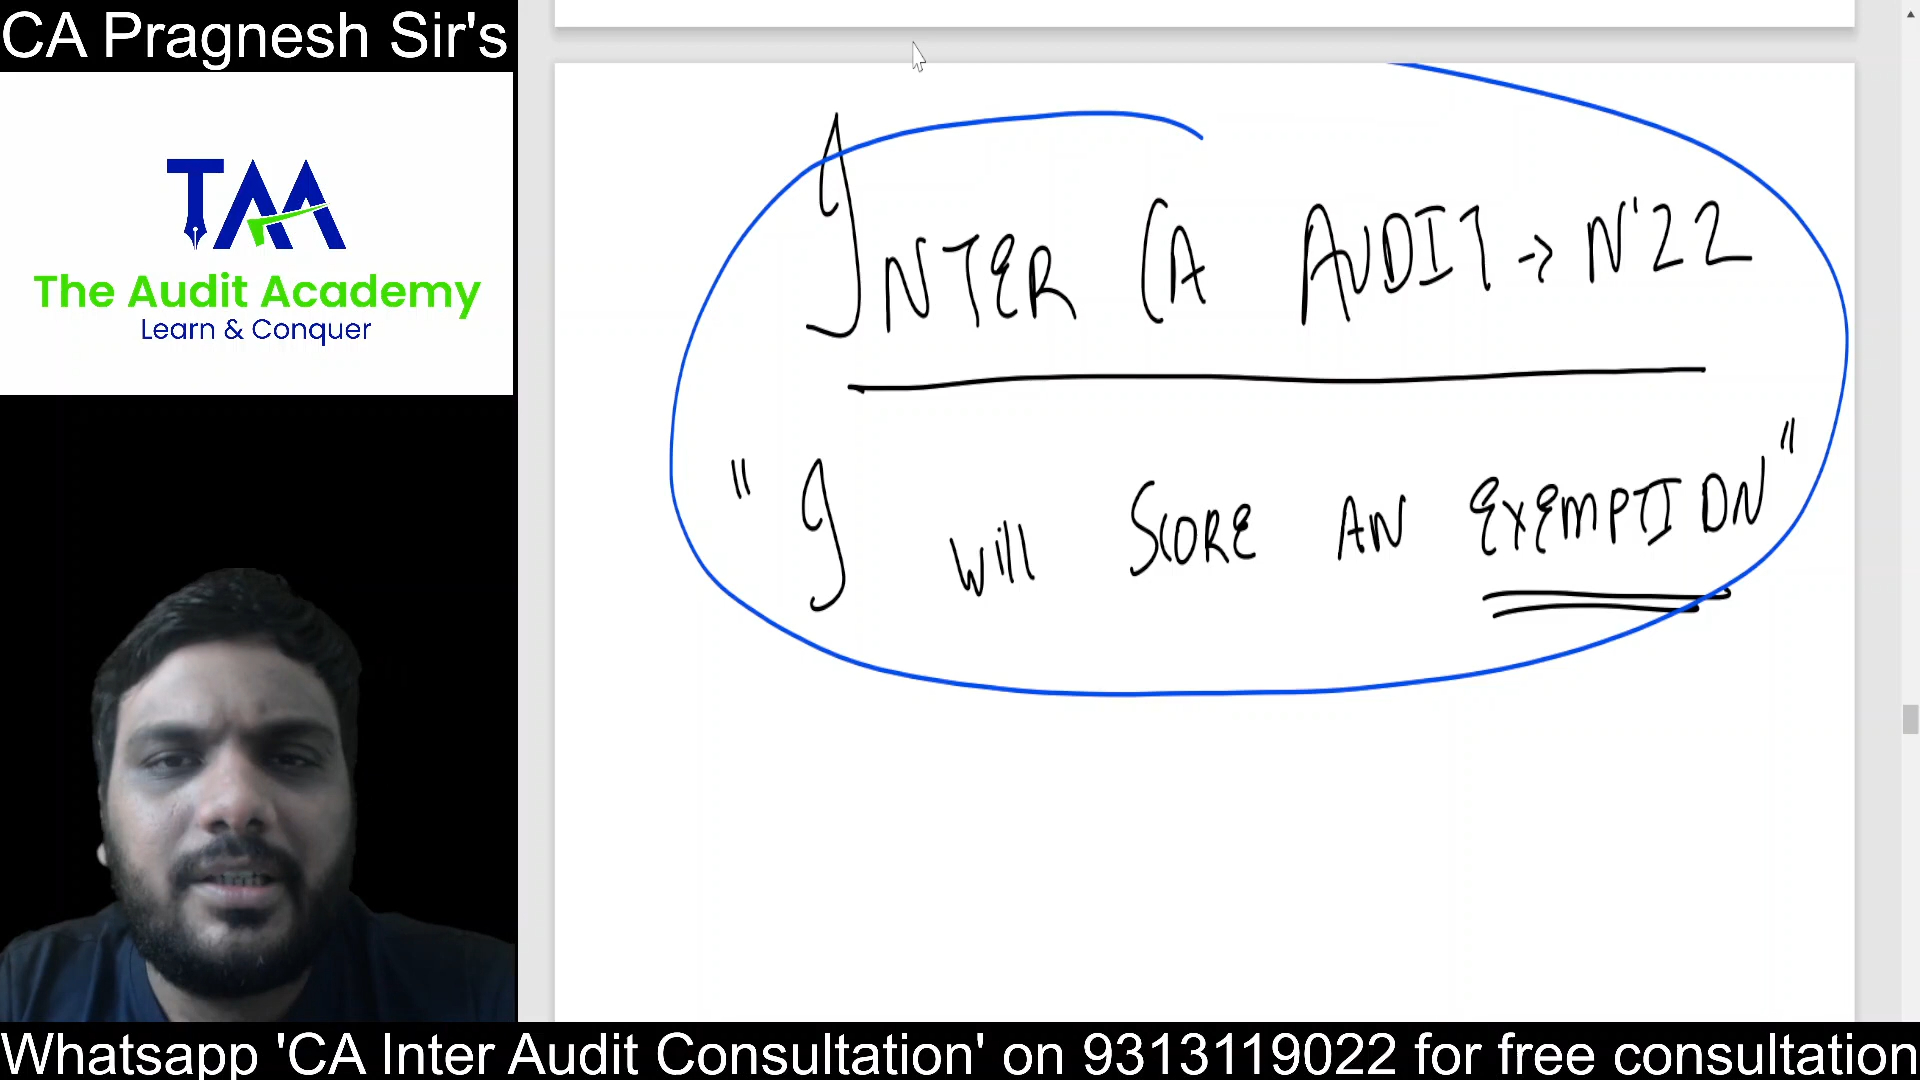 CA Pragnesh Sir's
TAA
The Audit Academy
Learn & Conquer
INTER CA AUDIT → N'22
"I will SCORE AN EXEMPTION"
Whatsapp 'CA Inter Audit Consultation' on 9313119022 for free consultation